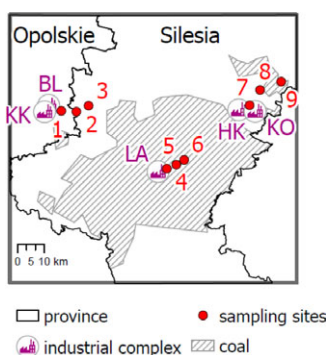 Opolskie Silesia
BL
KK
1
2
3
LA
5
6
4
7
8
9
HK
KO
0 5 10 km
province
sampling sites
industrial complex
coal